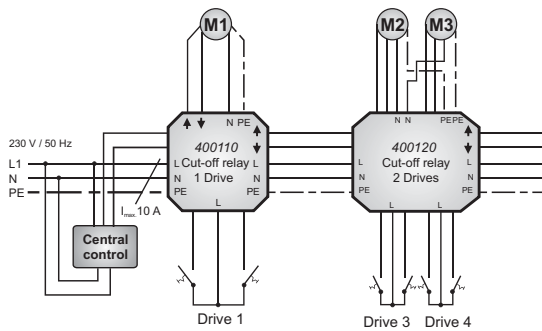 M1
M2 M3
N PE
N N PE PE
230 V / 50 Hz
L1
N
PE
I max. 10 A
400110
Cut-off relay
1 Drive
L
N
PE
L
N
PE
L
400120
Cut-off relay
2 Drives
L
N
PE
L
N
PE
L L
Central
control
Drive 1
Drive 3 Drive 4